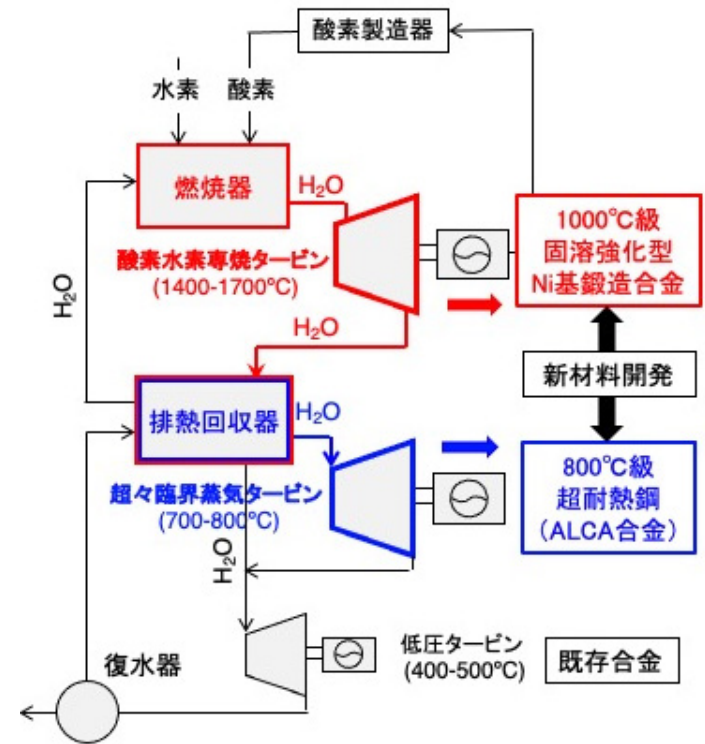 酸素製造器
水素
酸素
燃焼器
H₂O
1000℃級
固溶強化型
Ni基鍛造合金
酸素水素専焼タービン
(1400-1700℃)
H₂O
H₂O
新材料開発
排熱回収器
H₂O
800℃級
超耐熱鋼
（ALCA合金）
超々臨界蒸気タービン
(700-800℃)
H₂O
低圧タービン
(400-500℃)
既存合金
復水器